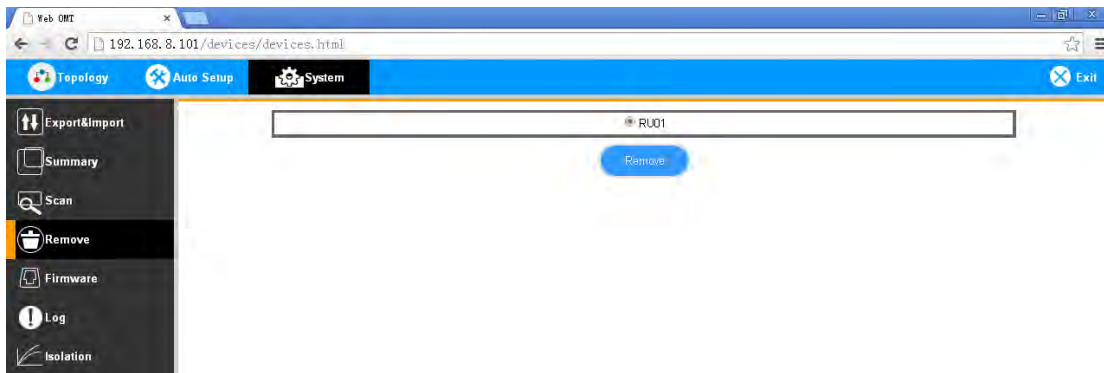 Web OMT
192.168.8.101/devices/devices.html
Topology Auto Setup System Exit
Export&Import
RU01
Summary
Remove
Scan
Remove
Firmware
Log
Isolation